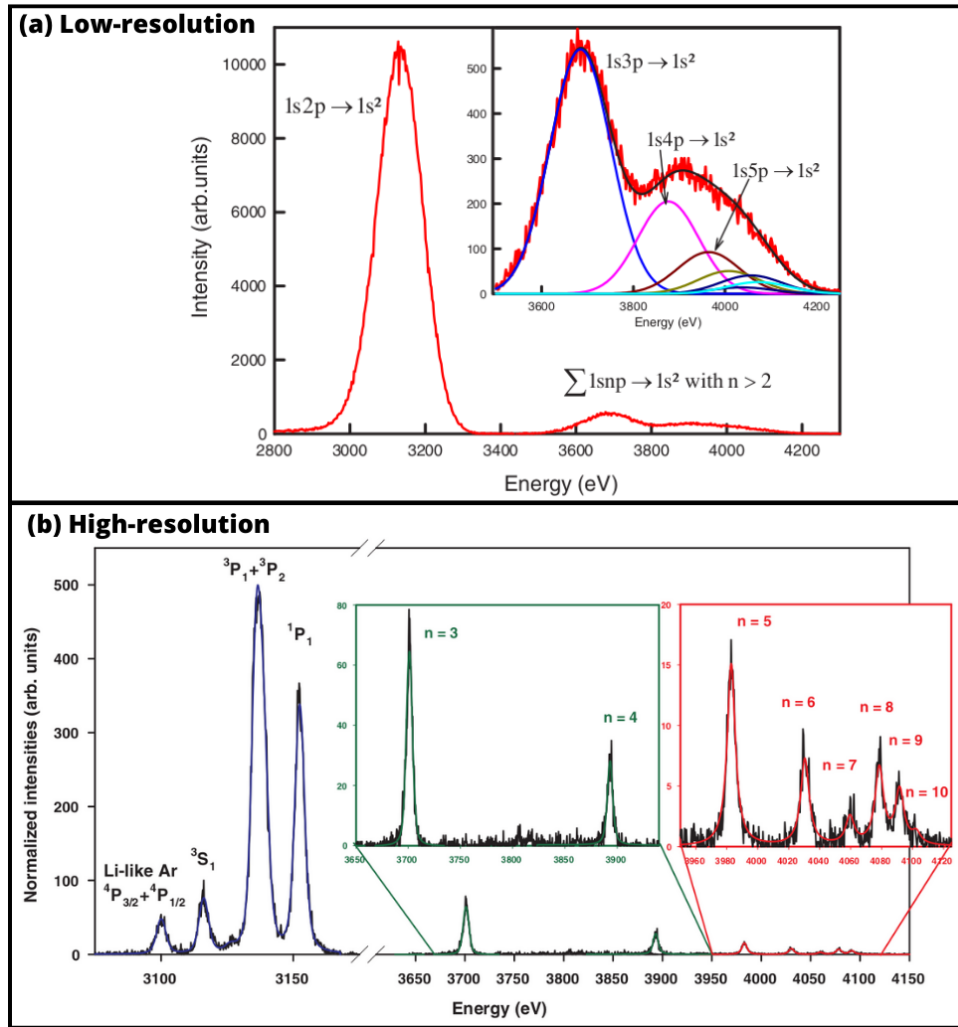 (a) Low-resolution
10000
8000
6000
4000
2000
0
Intensity (arb.units)
1s2p → 1s²
2800 3000 3200 3400 3600 3800 4000 4200
Energy (eV)
∑ 1snp → 1s² with n > 2
500
400
300
200
100
0
1s3p → 1s²
1s4p → 1s²
1s5p → 1s²
3600 3800 4000 4200
Energy (eV)
(b) High-resolution
500
400
300
200
100
0
Normalized intensities (arb. units)
³P₁+³P₂
¹P₁
³S₁
Li-like Ar
⁴P₃/₂+⁴P₁/₂
80
60
40
20
0
n = 3
n = 4
3650 3700 3750 3800 3850 3900
20
15
10
5
0
n = 5
n = 6
n = 7
n = 8
n = 9
n = 10
3960 3980 4000 4020 4040 4060 4080 4100 4120
3100 3150 3650 3700 3750 3800 3850 3900 3950 4000 4050 4100 4150
Energy (eV)